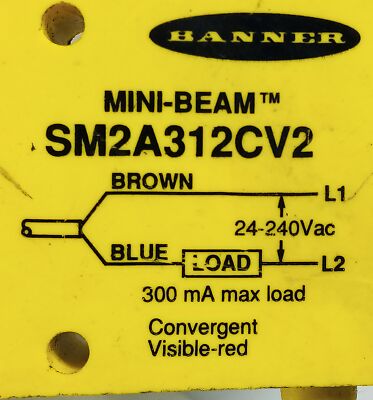 BANNER
MINI-BEAM™
SM2A312CV2
BROWN
L1
24-240Vac
BLUE LOAD L2
300 mA max load
Convergent
Visible-red